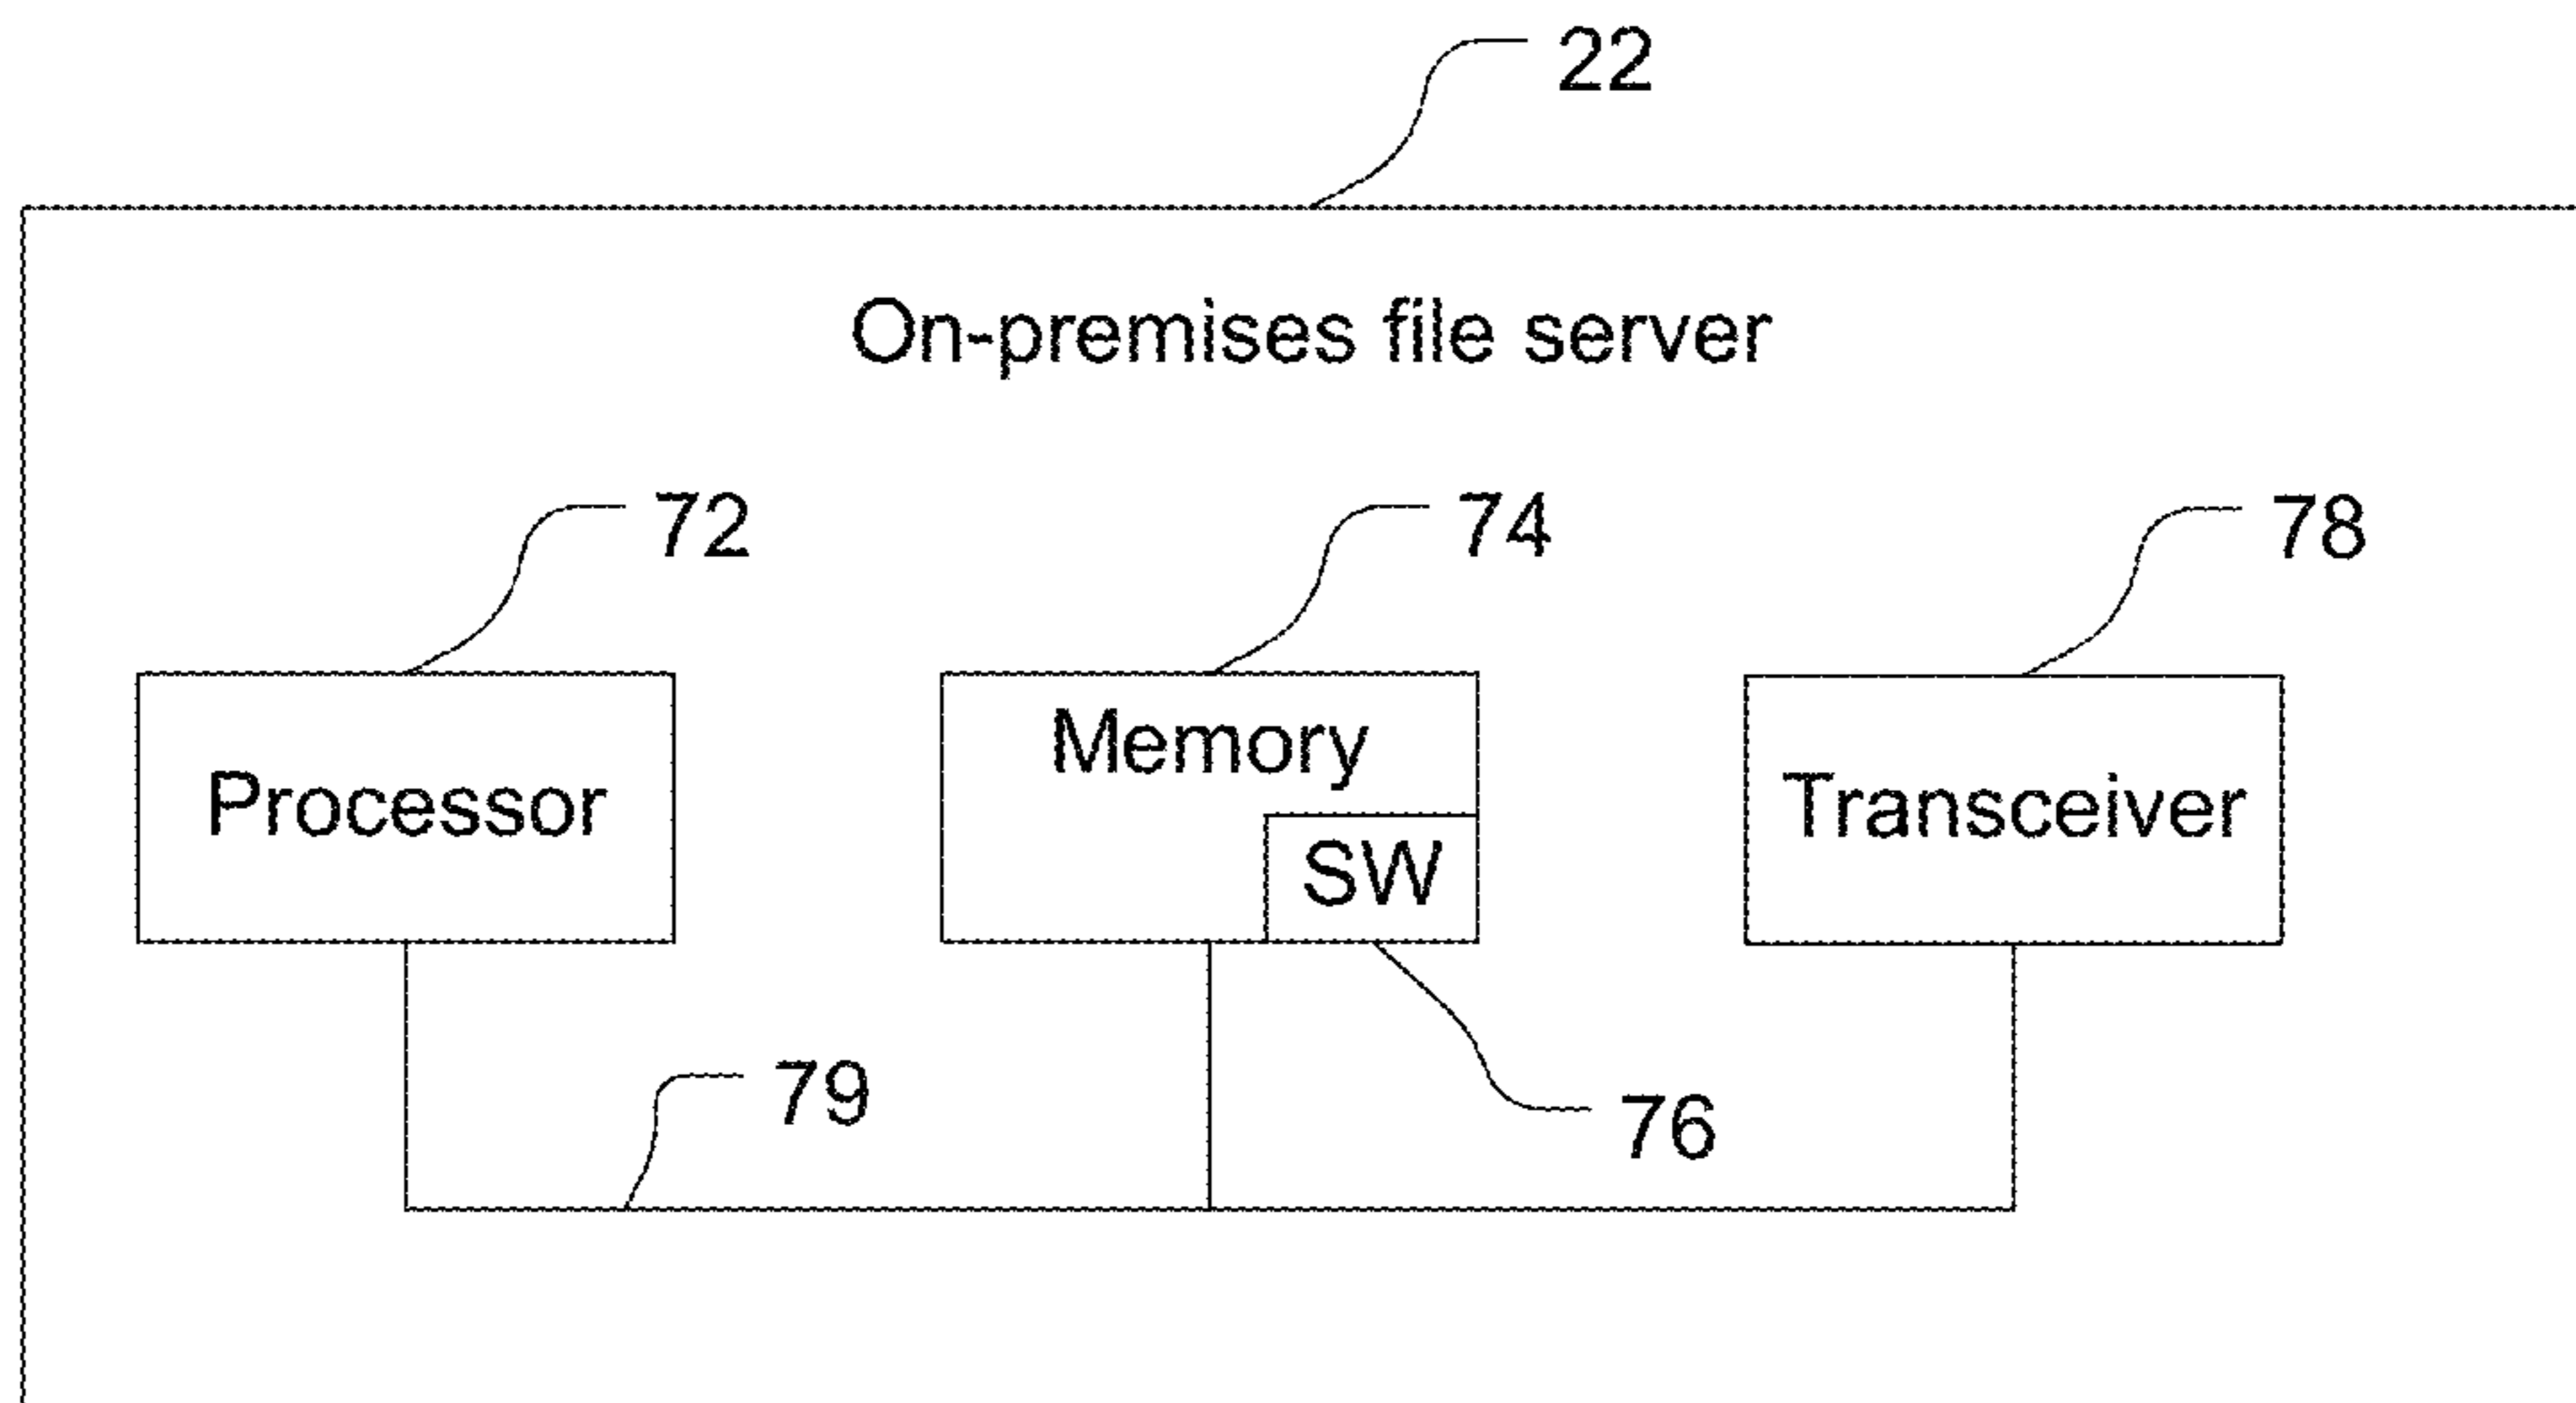 22
On-premises file server
72
74
78
Memory
Processor
Transceiver
SW
79
76